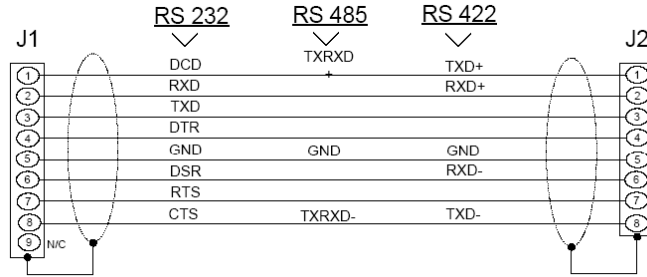 RS 232 RS 485 RS 422
J1 J2
DCD TXRXD TXD+
+
1 1
RXD RXD+
2 2
TXD
3 3
DTR
4 4
GND GND GND
5 5
DSR RXD-
6 6
RTS
7 7
CTS TXRXD- TXD-
8 8
9 N/C